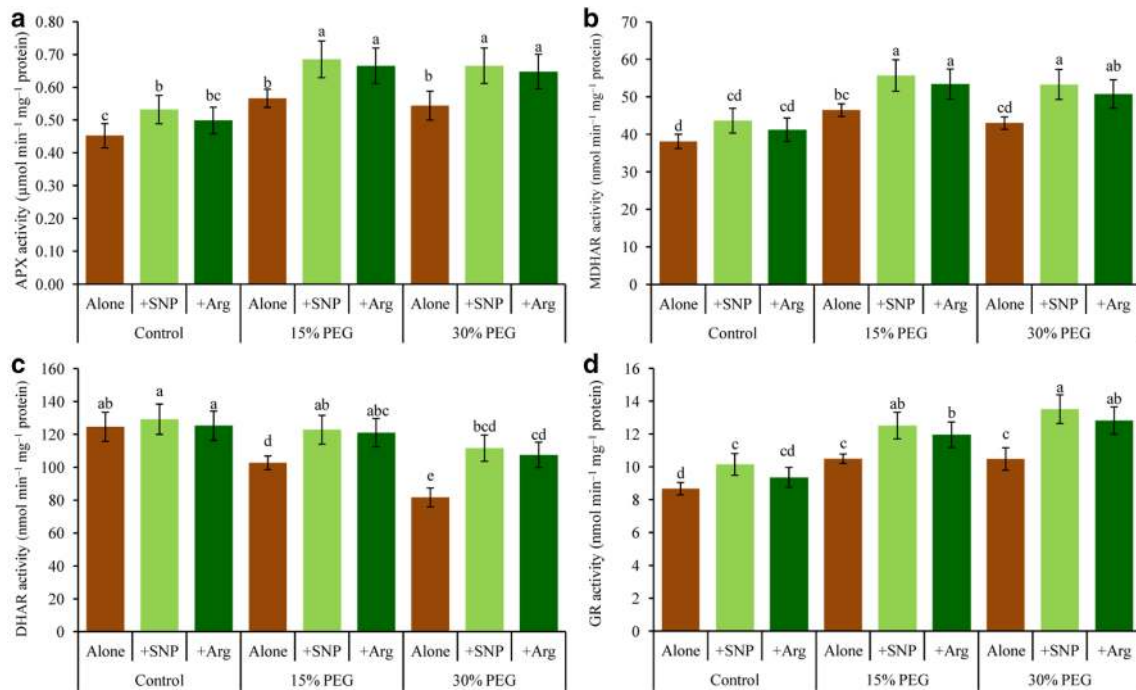 a
APX activity (µmol min⁻¹ mg⁻¹ protein)
0.80
0.70
0.60
0.50
0.40
0.30
0.20
0.10
0.00
c b bc b a a b a a
Alone +SNP +Arg Alone +SNP +Arg Alone +SNP +Arg
Control 15% PEG 30% PEG
b
MDHAR activity (nmol min⁻¹ mg⁻¹ protein)
70
60
50
40
30
20
10
0
d cd cd bc a a cd a ab
Alone +SNP +Arg Alone +SNP +Arg Alone +SNP +Arg
Control 15% PEG 30% PEG
c
DHAR activity (nmol min⁻¹ mg⁻¹ protein)
160
140
120
100
80
60
40
20
0
ab a a d ab abc e bcd cd
Alone +SNP +Arg Alone +SNP +Arg Alone +SNP +Arg
Control 15% PEG 30% PEG
d
GR activity (nmol min⁻¹ mg⁻¹ protein)
16
14
12
10
8
6
4
2
0
d c cd c ab b c a ab
Alone +SNP +Arg Alone +SNP +Arg Alone +SNP +Arg
Control 15% PEG 30% PEG